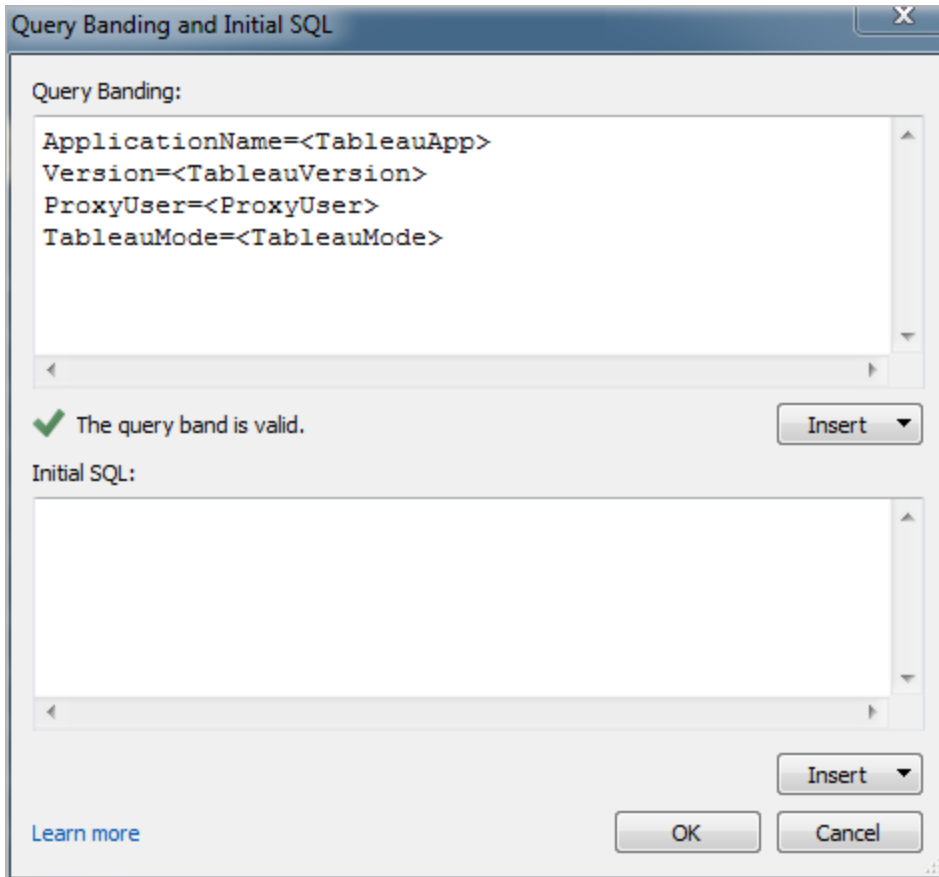 Query Banding and Initial SQL
Query Banding:
ApplicationName=<TableauApp>
Version=<TableauVersion>
ProxyUser=<ProxyUser>
TableauMode=<TableauMode>
The query band is valid.
Insert
Initial SQL:
Insert
Learn more
OK
Cancel